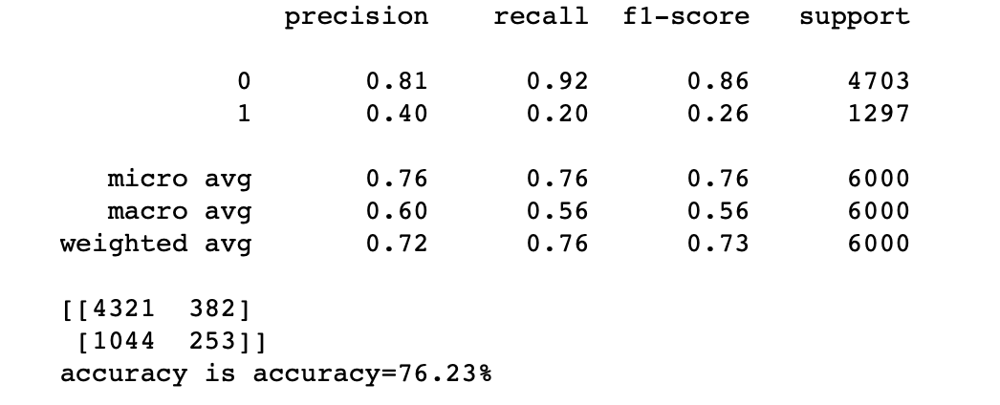 precision recall f1-score support
0 0.81 0.92 0.86 4703
1 0.40 0.20 0.26 1297
micro avg 0.76 0.76 0.76 6000
macro avg 0.60 0.56 0.56 6000
weighted avg 0.72 0.76 0.73 6000
[[4321 382]
[1044 253]]
accuracy is accuracy=76.23%